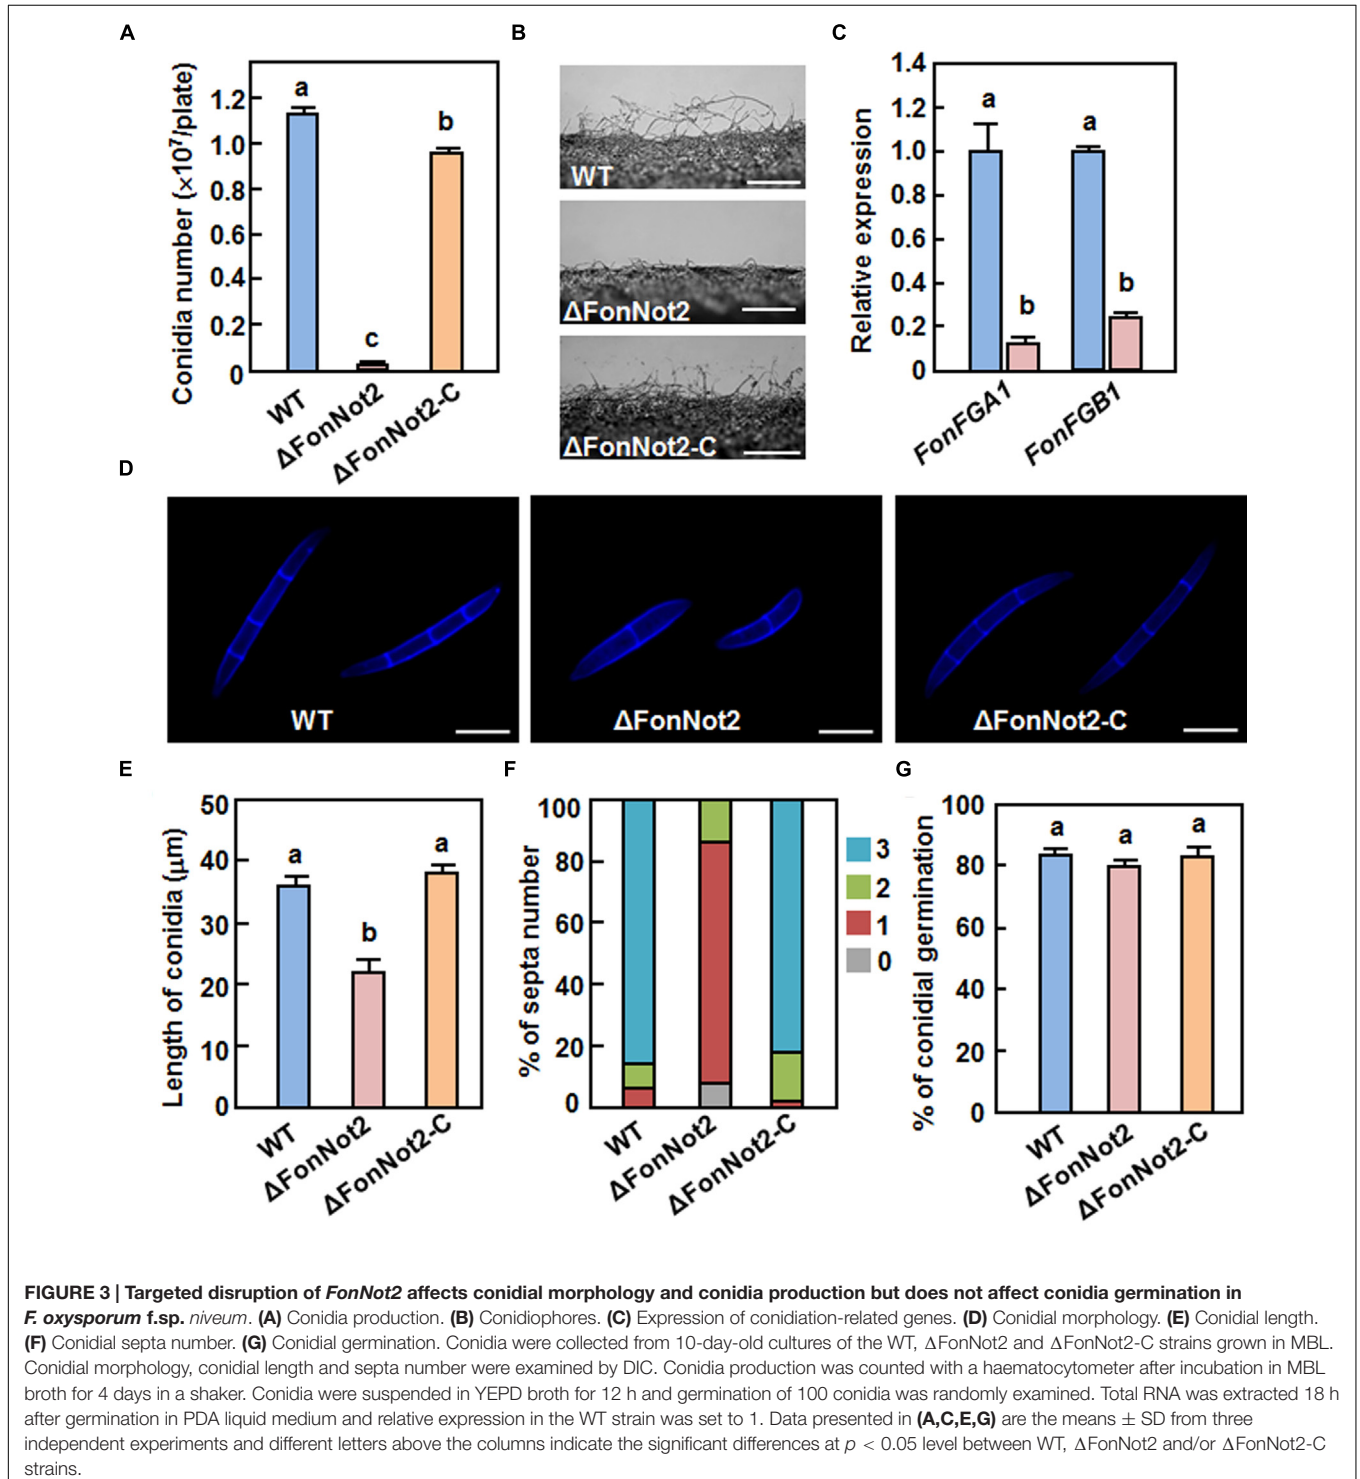 A
B
C
Conidia number (×10⁷/plate)
1.2
1.0
0.8
0.6
0.4
0.2
0
a
c
b
WT
ΔFonNot2
ΔFonNot2-C
WT
ΔFonNot2
ΔFonNot2-C
Relative expression
1.4
1.2
1.0
0.8
0.6
0.4
0.2
0
a
b
a
b
FonFGA1
FonFGB1
D
WT
ΔFonNot2
ΔFonNot2-C
E
F
G
Length of conidia (μm)
50
40
30
20
10
0
a
b
a
WT
ΔFonNot2
ΔFonNot2-C
% of septa number
100
80
60
40
20
0
3
2
1
0
WT
ΔFonNot2
ΔFonNot2-C
% of conidial germination
100
80
60
40
20
0
a
a
a
WT
ΔFonNot2
ΔFonNot2-C
FIGURE 3 | Targeted disruption of FonNot2 affects conidial morphology and conidia production but does not affect conidia germination in
F. oxysporum f.sp. niveum. (A) Conidia production. (B) Conidiophores. (C) Expression of conidiation-related genes. (D) Conidial morphology. (E) Conidial length.
(F) Conidial septa number. (G) Conidial germination. Conidia were collected from 10-day-old cultures of the WT, ΔFonNot2 and ΔFonNot2-C strains grown in MBL.
Conidial morphology, conidial length and septa number were examined by DIC. Conidia production was counted with a haematocytometer after incubation in MBL
broth for 4 days in a shaker. Conidia were suspended in YEPD broth for 12 h and germination of 100 conidia was randomly examined. Total RNA was extracted 18 h
after germination in PDA liquid medium and relative expression in the WT strain was set to 1. Data presented in (A,C,E,G) are the means ± SD from three
independent experiments and different letters above the columns indicate the significant differences at p < 0.05 level between WT, ΔFonNot2 and/or ΔFonNot2-C
strains.